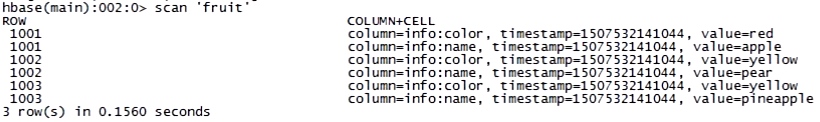 hbase(main):002:0> scan 'fruit'
ROW COLUMN+CELL
1001 column=info:color, timestamp=1507532141044, value=red
1001 column=info:name, timestamp=1507532141044, value=apple
1002 column=info:color, timestamp=1507532141044, value=yellow
1002 column=info:name, timestamp=1507532141044, value=pear
1003 column=info:color, timestamp=1507532141044, value=yellow
1003 column=info:name, timestamp=1507532141044, value=pineapple
3 row(s) in 0.1560 seconds